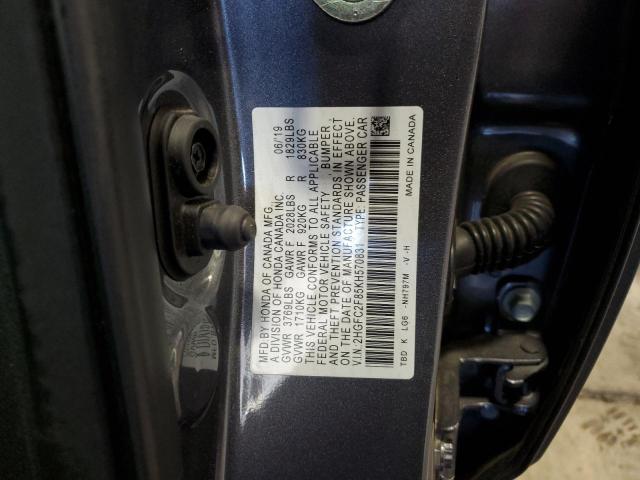 MFD BY HONDA OF CANADA MFG. 06/19
A DIVISION OF HONDA CANADA INC.
GVWR 3769LBS GAWR F 2028LBS R 1829LBS
GVWR 1710KG GAWR F 920KG R 830KG
THIS VEHICLE CONFORMS TO ALL APPLICABLE
FEDERAL MOTOR VEHICLE SAFETY , BUMPER ,
AND THEFT PREVENTION STANDARDS IN EFFECT
ON THE DATE OF MANUFACTURE SHOWN ABOVE.
V.I.N.:2HGFC2F85KH570831 TYPE: PASSENGER CAR
TBD K LG6 -NH797M -V -H MADE IN CANADA